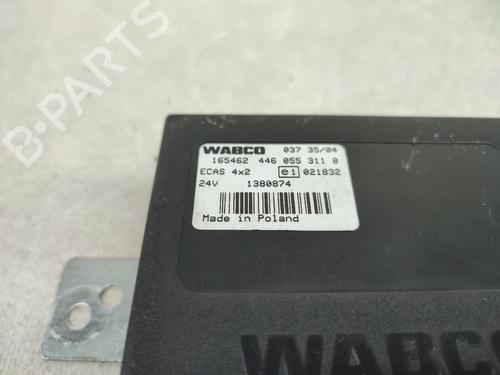 B-PARTS
WABCO 037 35/04
165462 446 055 311 0
ECAS 4x2 e1 021832
24V 1380874
Made in Poland
WABCO